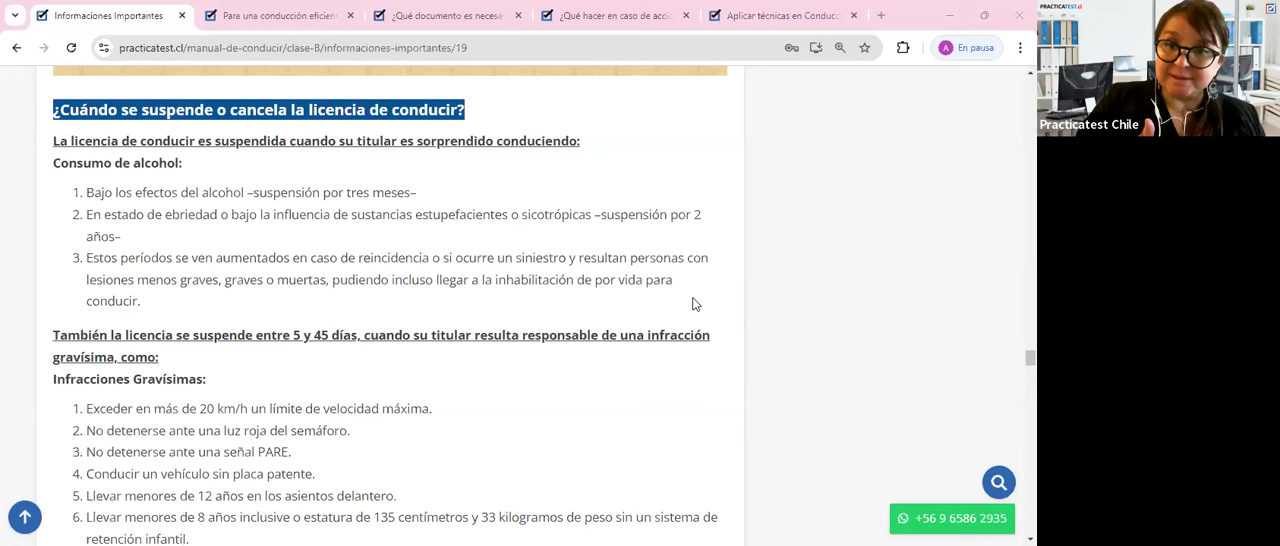 Informaciones Importantes
Para una conducción eficien
¿Qué documento es necesa
¿Qué hacer en caso de acci
Aplicar técnicas en Conducc
practicatest.cl/manual-de-conducir/clase-B/informaciones-importantes/19
A En pausa
PRACTICATEST.CL
Practicatest Chile
¿Cuándo se suspende o cancela la licencia de conducir?
La licencia de conducir es suspendida cuando su titular es sorprendido conduciendo:
Consumo de alcohol:
1. Bajo los efectos del alcohol –suspensión por tres meses–
2. En estado de ebriedad o bajo la influencia de sustancias estupefacientes o sicotrópicas –suspensión por 2
años–
3. Estos períodos se ven aumentados en caso de reincidencia o si ocurre un siniestro y resultan personas con
lesiones menos graves, graves o muertas, pudiendo incluso llegar a la inhabilitación de por vida para
conducir.
También la licencia se suspende entre 5 y 45 días, cuando su titular resulta responsable de una infracción
gravísima, como:
Infracciones Gravísimas:
1. Exceder en más de 20 km/h un límite de velocidad máxima.
2. No detenerse ante una luz roja del semáforo.
3. No detenerse ante una señal PARE.
4. Conducir un vehículo sin placa patente.
5. Llevar menores de 12 años en los asientos delantero.
6. Llevar menores de 8 años inclusive o estatura de 135 centímetros y 33 kilogramos de peso sin un sistema de
retención infantil.
+56 9 6586 2935